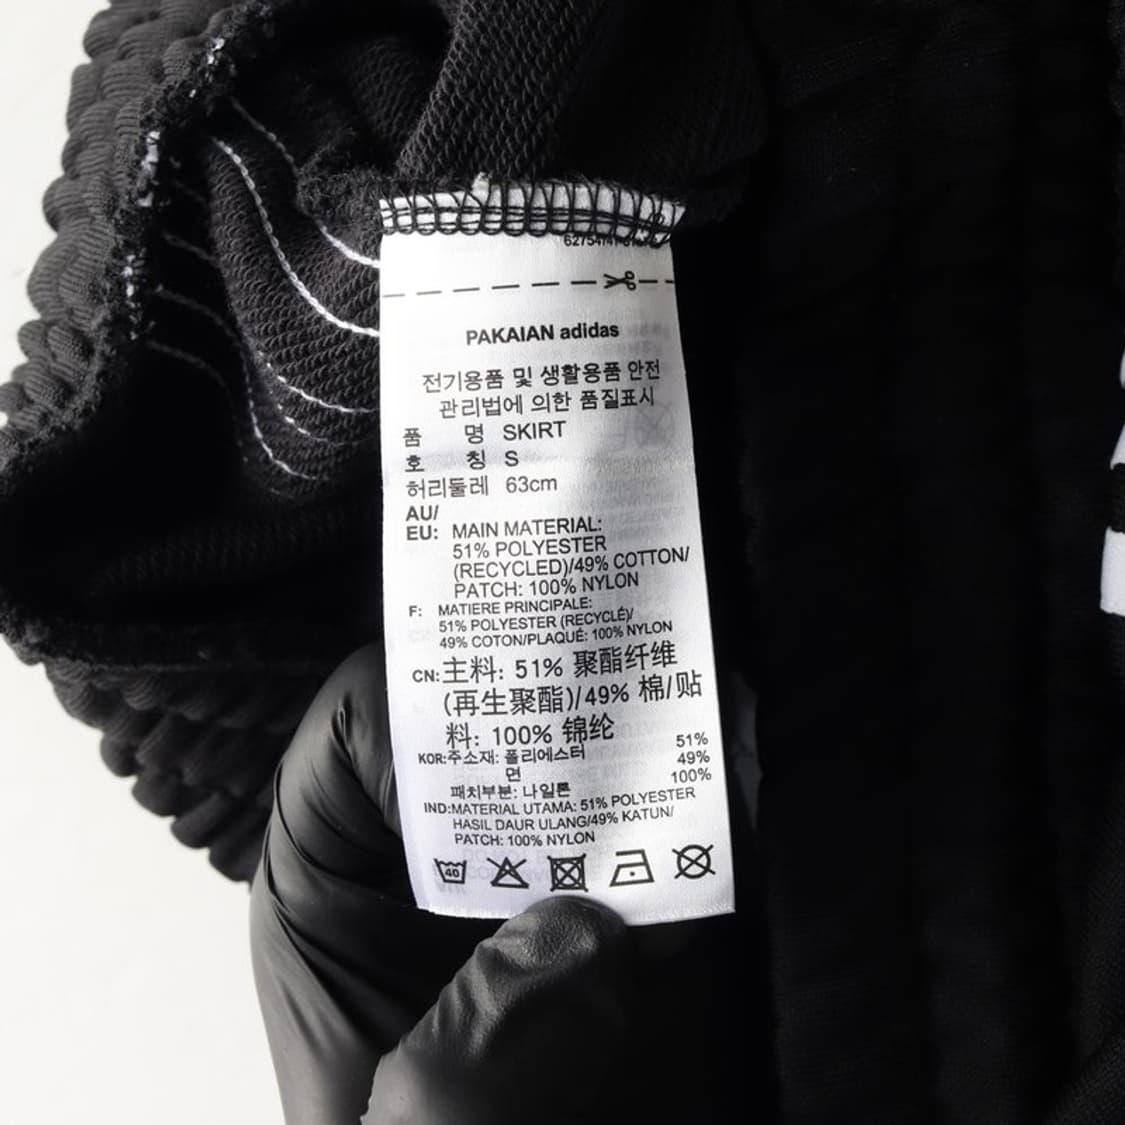 PAKAIAN adidas
전기용품 및 생활용품 안전
관리법에 의한 품질표시
품 명 SKIRT
호 칭 S
허리둘레 63cm
AU/
EU: MAIN MATERIAL:
51% POLYESTER
(RECYCLED)/49% COTTON/
PATCH: 100% NYLON
F: MATIERE PRINCIPALE:
51% POLYESTER (RECYCLÉ)/
49% COTON/PLAQUÉ: 100% NYLON
CN: 主料: 51% 聚酯纤维
(再生聚酯)/49% 棉/贴
料: 100% 锦纶
KOR: 주소재: 폴리에스터 51%
면 49%
패치부분: 나일론 100%
IND: MATERIAL UTAMA: 51% POLYESTER
HASIL DAUR ULANG/49% KATUN/
PATCH: 100% NYLON
40